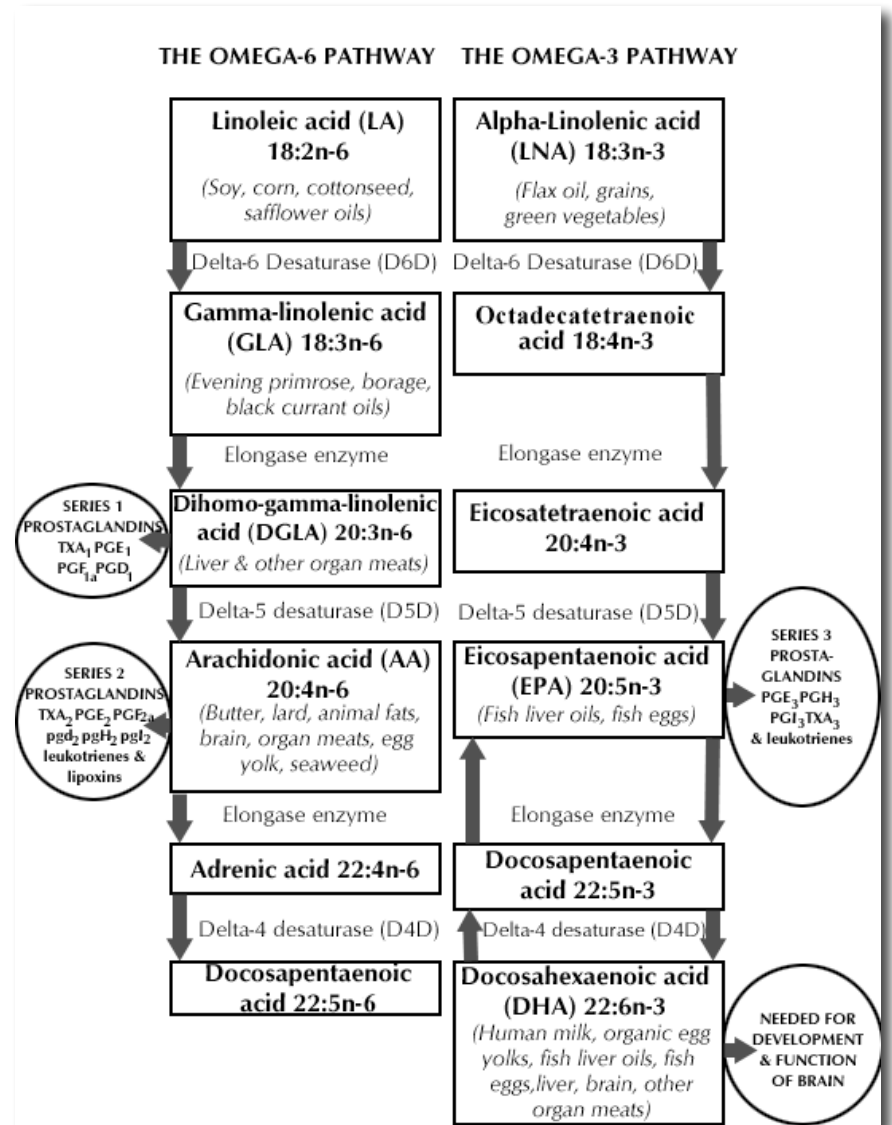 THE OMEGA-6 PATHWAY
THE OMEGA-3 PATHWAY
Linoleic acid (LA)
18:2n-6
(Soy, corn, cottonseed,
safflower oils)
Alpha-Linolenic acid
(LNA) 18:3n-3
(Flax oil, grains,
green vegetables)
Delta-6 Desaturase (D6D)
Delta-6 Desaturase (D6D)
Gamma-linolenic acid
(GLA) 18:3n-6
(Evening primrose, borage,
black currant oils)
Octadecatetraenoic
acid 18:4n-3
Elongase enzyme
Elongase enzyme
SERIES 1
PROSTAGLANDINS
TXA1 PGE1
PGF1a PGD1
Dihomo-gamma-linolenic
acid (DGLA) 20:3n-6
(Liver & other organ meats)
Eicosatetraenoic acid
20:4n-3
Delta-5 desaturase (D5D)
Delta-5 desaturase (D5D)
SERIES 2
PROSTAGLANDINS
TXA2 PGE2 PGF2a
pgd2 pgH2 pgI2
leukotrienes &
lipoxins
Arachidonic acid (AA)
20:4n-6
(Butter, lard, animal fats,
brain, organ meats, egg
yolk, seaweed)
Eicosapentaenoic acid
(EPA) 20:5n-3
(Fish liver oils, fish eggs)
SERIES 3
PROSTA-
GLANDINS
PGE3 PGH3
PGI3 TXA3
& leukotrienes
Elongase enzyme
Elongase enzyme
Adrenic acid 22:4n-6
Docosapentaenoic
acid 22:5n-3
Delta-4 desaturase (D4D)
Delta-4 desaturase (D4D)
Docosapentaenoic
acid 22:5n-6
Docosahexaenoic acid
(DHA) 22:6n-3
(Human milk, organic egg
yolks, fish liver oils, fish
eggs,liver, brain, other
organ meats)
NEEDED FOR
DEVELOPMENT
& FUNCTION
OF BRAIN